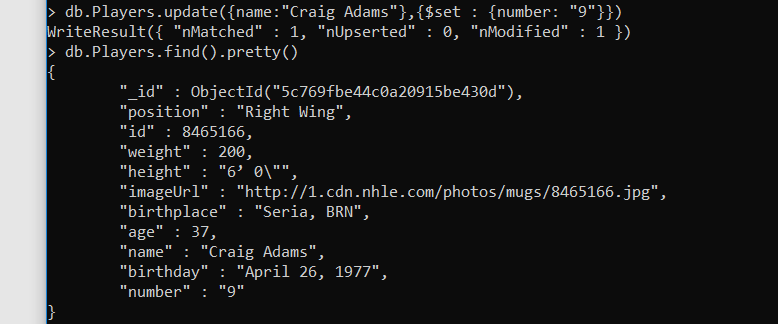 > db.Players.update({name:"Craig Adams"},{$set : {number: "9"}})
WriteResult({ "nMatched" : 1, "nUpserted" : 0, "nModified" : 1 })
> db.Players.find().pretty()
{
"_id" : ObjectId("5c769fbe44c0a20915be430d"),
"position" : "Right Wing",
"id" : 8465166,
"weight" : 200,
"height" : "6’ 0\"",
"imageUrl" : "http://1.cdn.nhle.com/photos/mugs/8465166.jpg",
"birthplace" : "Seria, BRN",
"age" : 37,
"name" : "Craig Adams",
"birthday" : "April 26, 1977",
"number" : "9"
}